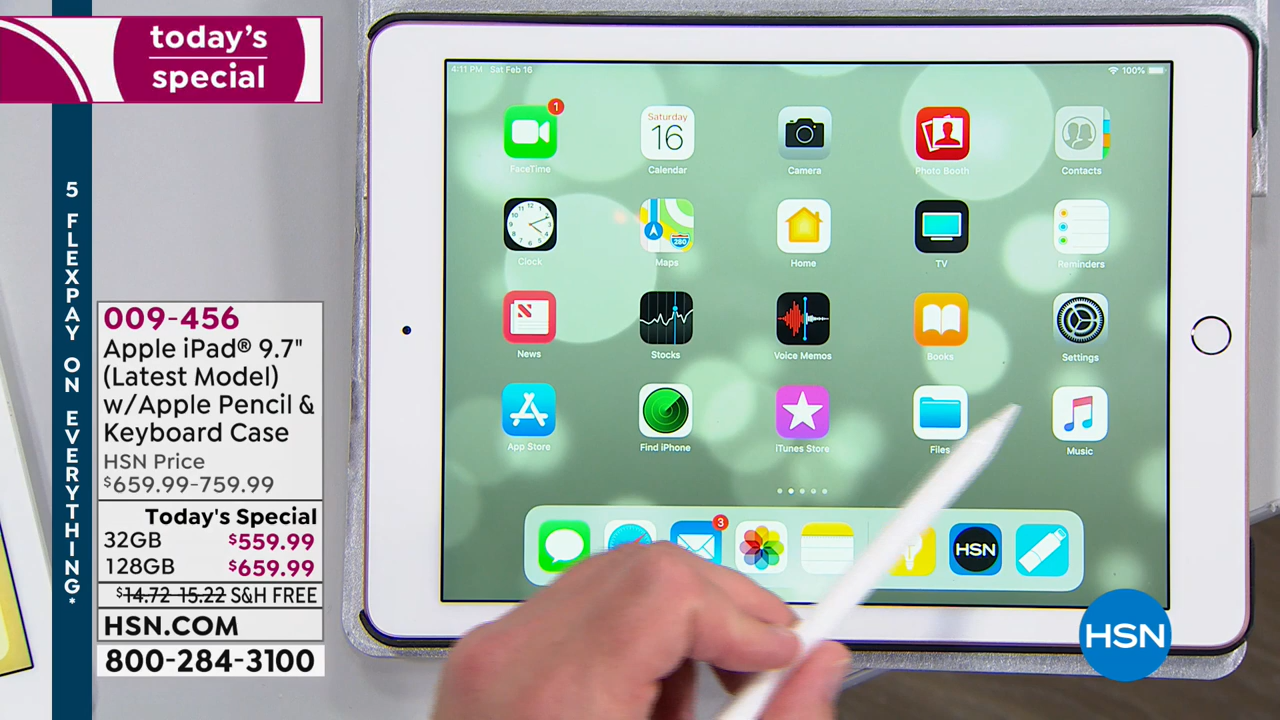 today's
special
5 FLEXPAY ON EVERYTHING*
009-456
Apple iPad® 9.7"
(Latest Model)
w/Apple Pencil &
Keyboard Case
HSN Price
$659.99-759.99
Today's Special
32GB $559.99
128GB $659.99
$14.72-15.22 S&H FREE
HSN.COM
800-284-3100
4:11 PM Sat Feb 16
100%
1
Saturday
16
FaceTime
Calendar
Camera
Photo Booth
Contacts
280
Clock
Maps
Home
TV
Reminders
News
Stocks
Voice Memos
Books
Settings
App Store
Find iPhone
iTunes Store
Files
Music
3
HSN
HSN